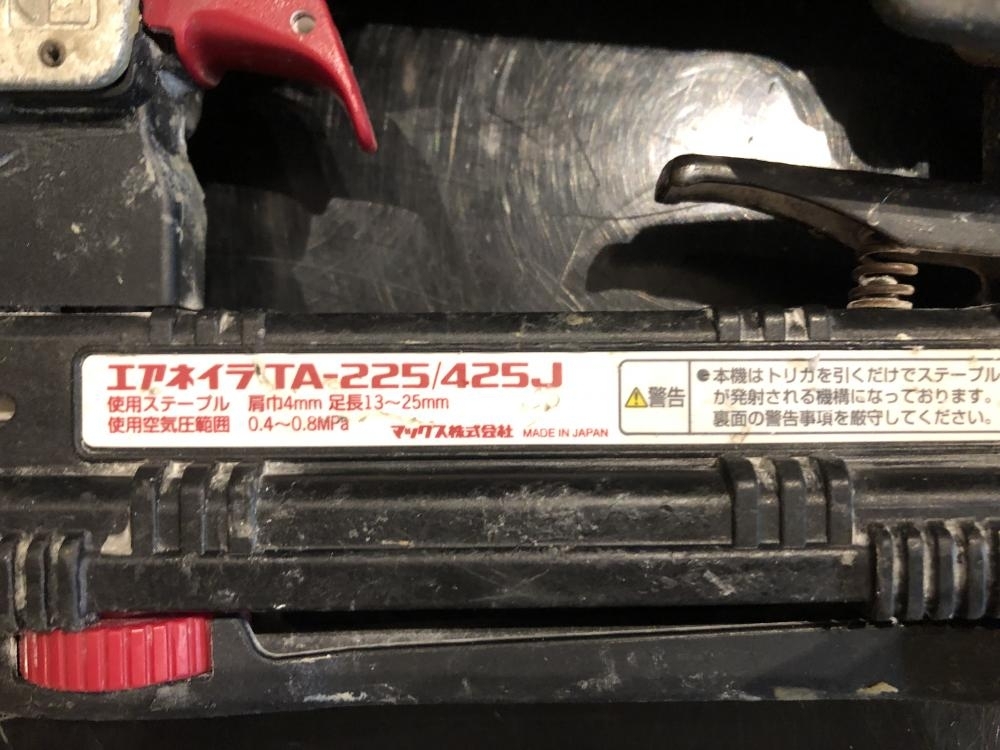 エアネイラ TA-225/425J
使用ステープル 肩巾4mm 足長13〜25mm
使用空気圧範囲 0.4〜0.8MPa
マックス株式会社 MADE IN JAPAN
警告
●本機はトリガを引くだけでステープル
が発射される機構になっております。
裏面の警告事項を厳守してください。